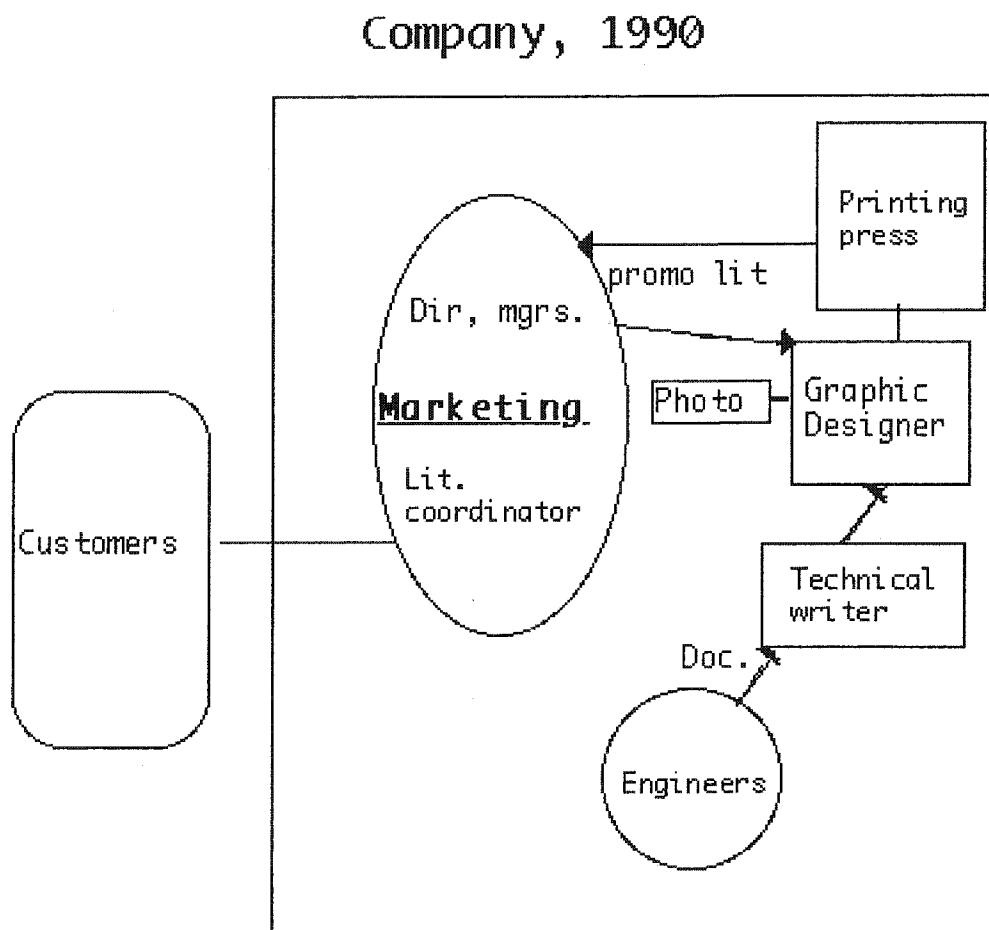 Company, 1990
Printing
press
promo lit
Dir, mgrs.
Photo
Graphic
Designer
Marketing
Lit.
coordinator
Customers
Technical
writer
Doc.
Engineers